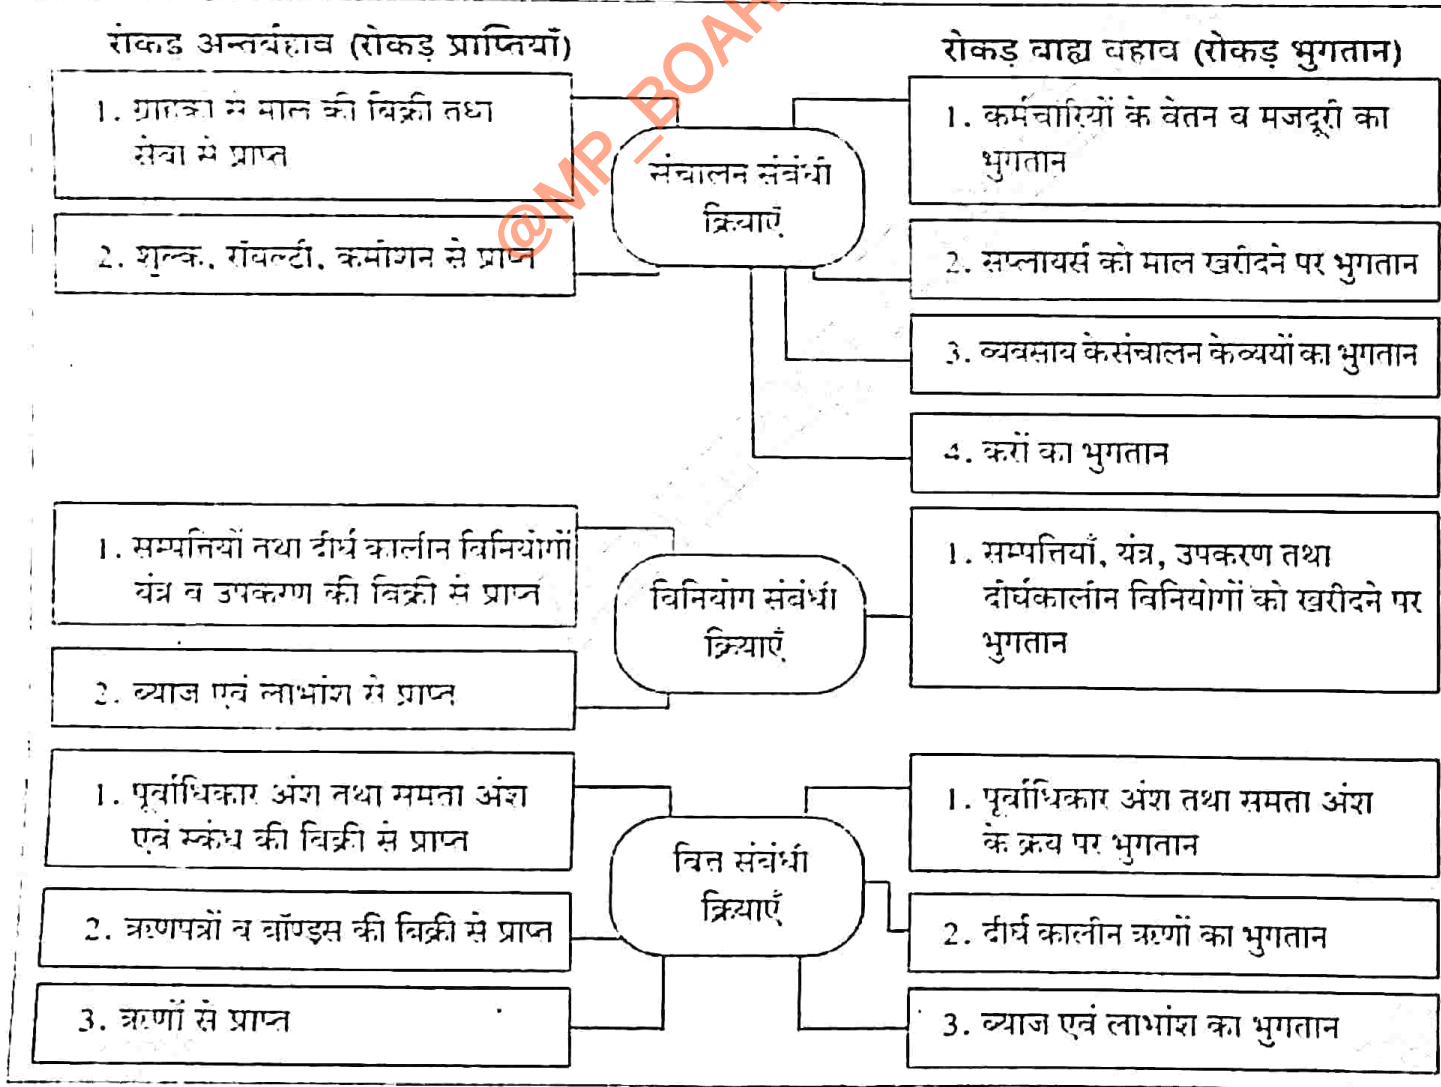 रोकड़ अन्तर्वहाव (रोकड़ प्राप्तियाँ)
रोकड़ बाह्य बहाव (रोकड़ भुगतान)
1. ग्राहकों से माल की बिक्री तथा
सेवा से प्राप्त
2. शुल्क, रॉयल्टी, कमीशन से प्राप्त
संचालन संबंधी
क्रियाएँ
1. कर्मचारियों के वेतन व मजदूरी का
भुगतान
2. सप्लायर्स को माल खरीदने पर भुगतान
3. व्यवसाय के संचालन के व्ययों का भुगतान
4. करों का भुगतान
1. सम्पत्तियों तथा दीर्घ कालीन विनियोगों
यंत्र व उपकरण की बिक्री से प्राप्त
2. ब्याज एवं लाभांश से प्राप्त
विनियोग संबंधी
क्रियाएँ
1. सम्पत्तियाँ, यंत्र, उपकरण तथा
दीर्घकालीन विनियोगों को खरीदने पर
भुगतान
1. पूर्वाधिकार अंश तथा समता अंश
एवं स्कंध की बिक्री से प्राप्त
2. ऋणपत्रों व बॉण्ड्स की बिक्री से प्राप्त
3. ऋणों से प्राप्त
वित्त संबंधी
क्रियाएँ
1. पूर्वाधिकार अंश तथा समता अंश
के क्रय पर भुगतान
2. दीर्घ कालीन ऋणों का भुगतान
3. ब्याज एवं लाभांश का भुगतान
@MP_BOAR